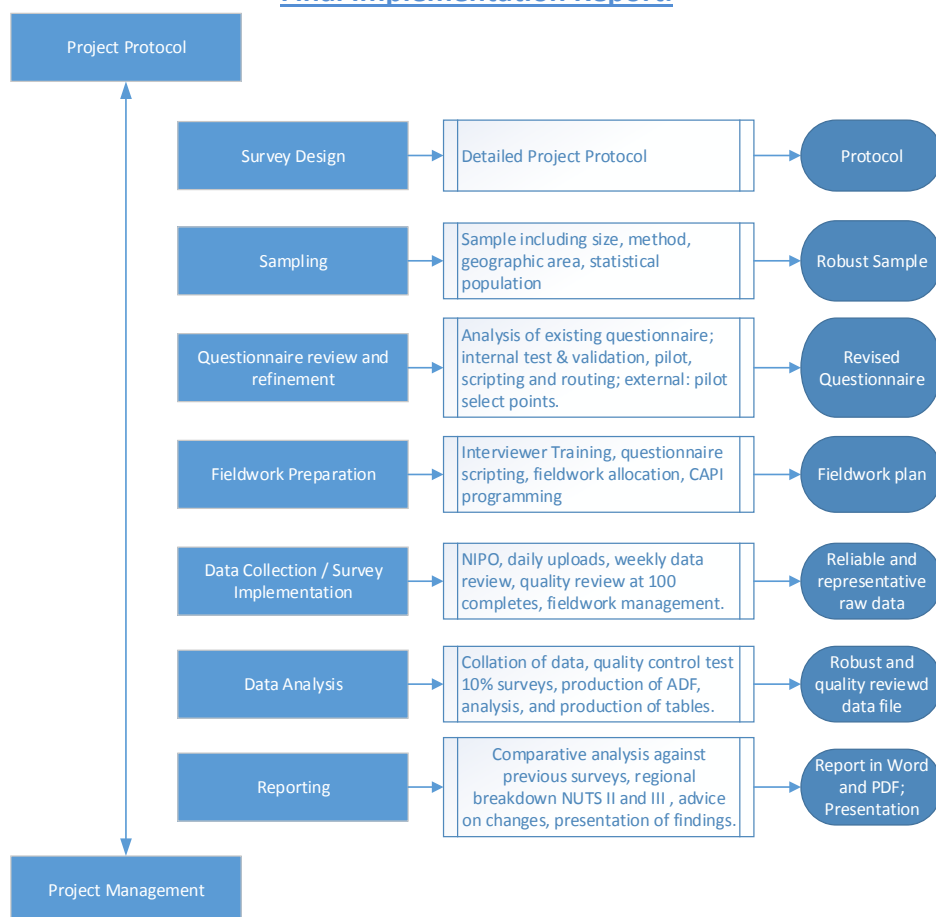 Final Implementation Report.
Project Protocol
Survey Design
Detailed Project Protocol
Protocol
Sampling
Sample including size, method,
geographic area, statistical
population
Robust Sample
Questionnaire review and
refinement
Analysis of existing questionnaire;
internal test & validation, pilot,
scripting and routing; external: pilot
select points.
Revised
Questionnaire
Fieldwork Preparation
Interviewer Training, questionnaire
scripting, fieldwork allocation, CAPI
programming
Fieldwork plan
Data Collection / Survey
Implementation
NIPO, daily uploads, weekly data
review, quality review at 100
completes, fieldwork management.
Reliable and
representative
raw data
Data Analysis
Collation of data, quality control test
10% surveys, production of ADF,
analysis, and production of tables.
Robust and
quality reviewd
data file
Reporting
Comparative analysis against
previous surveys, regional
breakdown NUTS II and III , advice
on changes, presentation of findings.
Report in Word
and PDF;
Presentation
Project Management